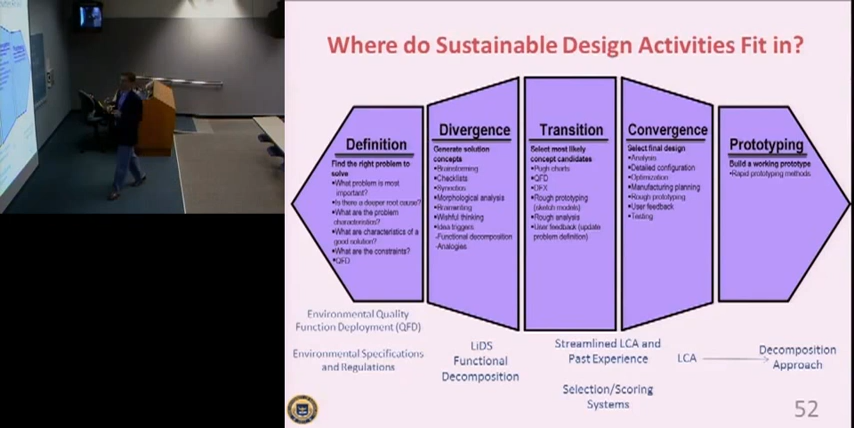 Where do Sustainable Design Activities Fit in?
Definition
Find the right problem to
solve
•What problem is most
important?
•Is there a deeper root cause?
•What are the problem
characteristics?
•What are characteristics of a
good solution?
•What are the constraints?
•QFD
Divergence
Generate solution
concepts
•Brainstorming
•Checklists
•Synectics
•Morphological analysis
•Brainwriting
•Wishful thinking
•Idea triggers
-Functional decomposition
-Analogies
Transition
Select most likely
concept candidates
•Pugh charts
•QFD
•DFX
•Rough prototyping
(sketch models)
•Rough analysis
•User feedback (update
problem definition)
Convergence
Select final design
•Analysis
•Detailed configuration
•Optimization
•Manufacturing planning
•Rough prototyping
•User feedback
•Testing
Prototyping
Build a working prototype
•Rapid prototyping methods
Environmental Quality
Function Deployment (QFD)
Environmental Specifications
and Regulations
LiDS
Functional
Decomposition
Streamlined LCA and
Past Experience
Selection/Scoring
Systems
LCA
Decomposition
Approach
52